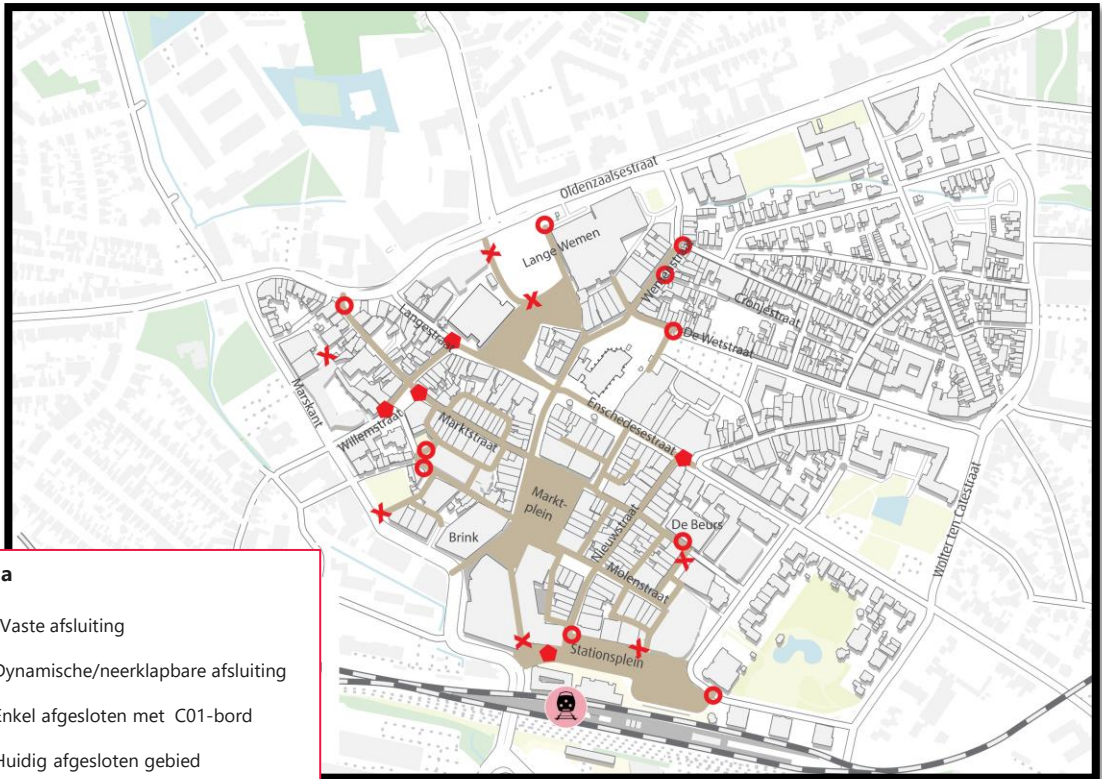 Oldenzaalsestraat
P
Lange Wemen
Wemenstraat
Cronjéstraat
De Wetstraat
Langestraat
Marskant
Willemstraat
Marktstraat
Enschedesestraat
Markt-
plein
Brink
Nieuwstraat
De Beurs
Molenstraat
Wolter ten Catestraat
Stationsplein
a
Vaste afsluiting
Dynamische/neerklapbare afsluiting
Enkel afgesloten met C01-bord
Huidig afgesloten gebied